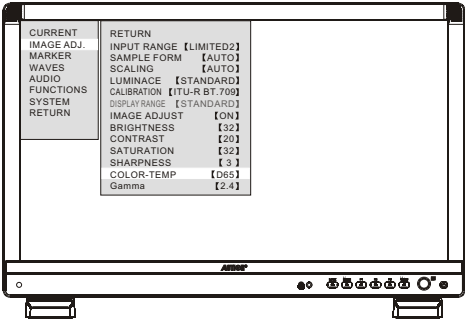 CURRENT
IMAGE ADJ.
MARKER
WAVES
AUDIO
FUNCTIONS
SYSTEM
RETURN
RETURN
INPUT RANGE【LIMITED2】
SAMPLE FORM【AUTO】
SCALING【AUTO】
LUMINACE【STANDARD】
CALIBRATION【ITU-R BT.709】
DISPLAY RANGE【STANDARD】
IMAGE ADJUST【ON】
BRIGHTNESS【32】
CONTRAST【20】
SATURATION【32】
SHARPNESS【3】
COLOR-TEMP【D65】
Gamma【2.4】